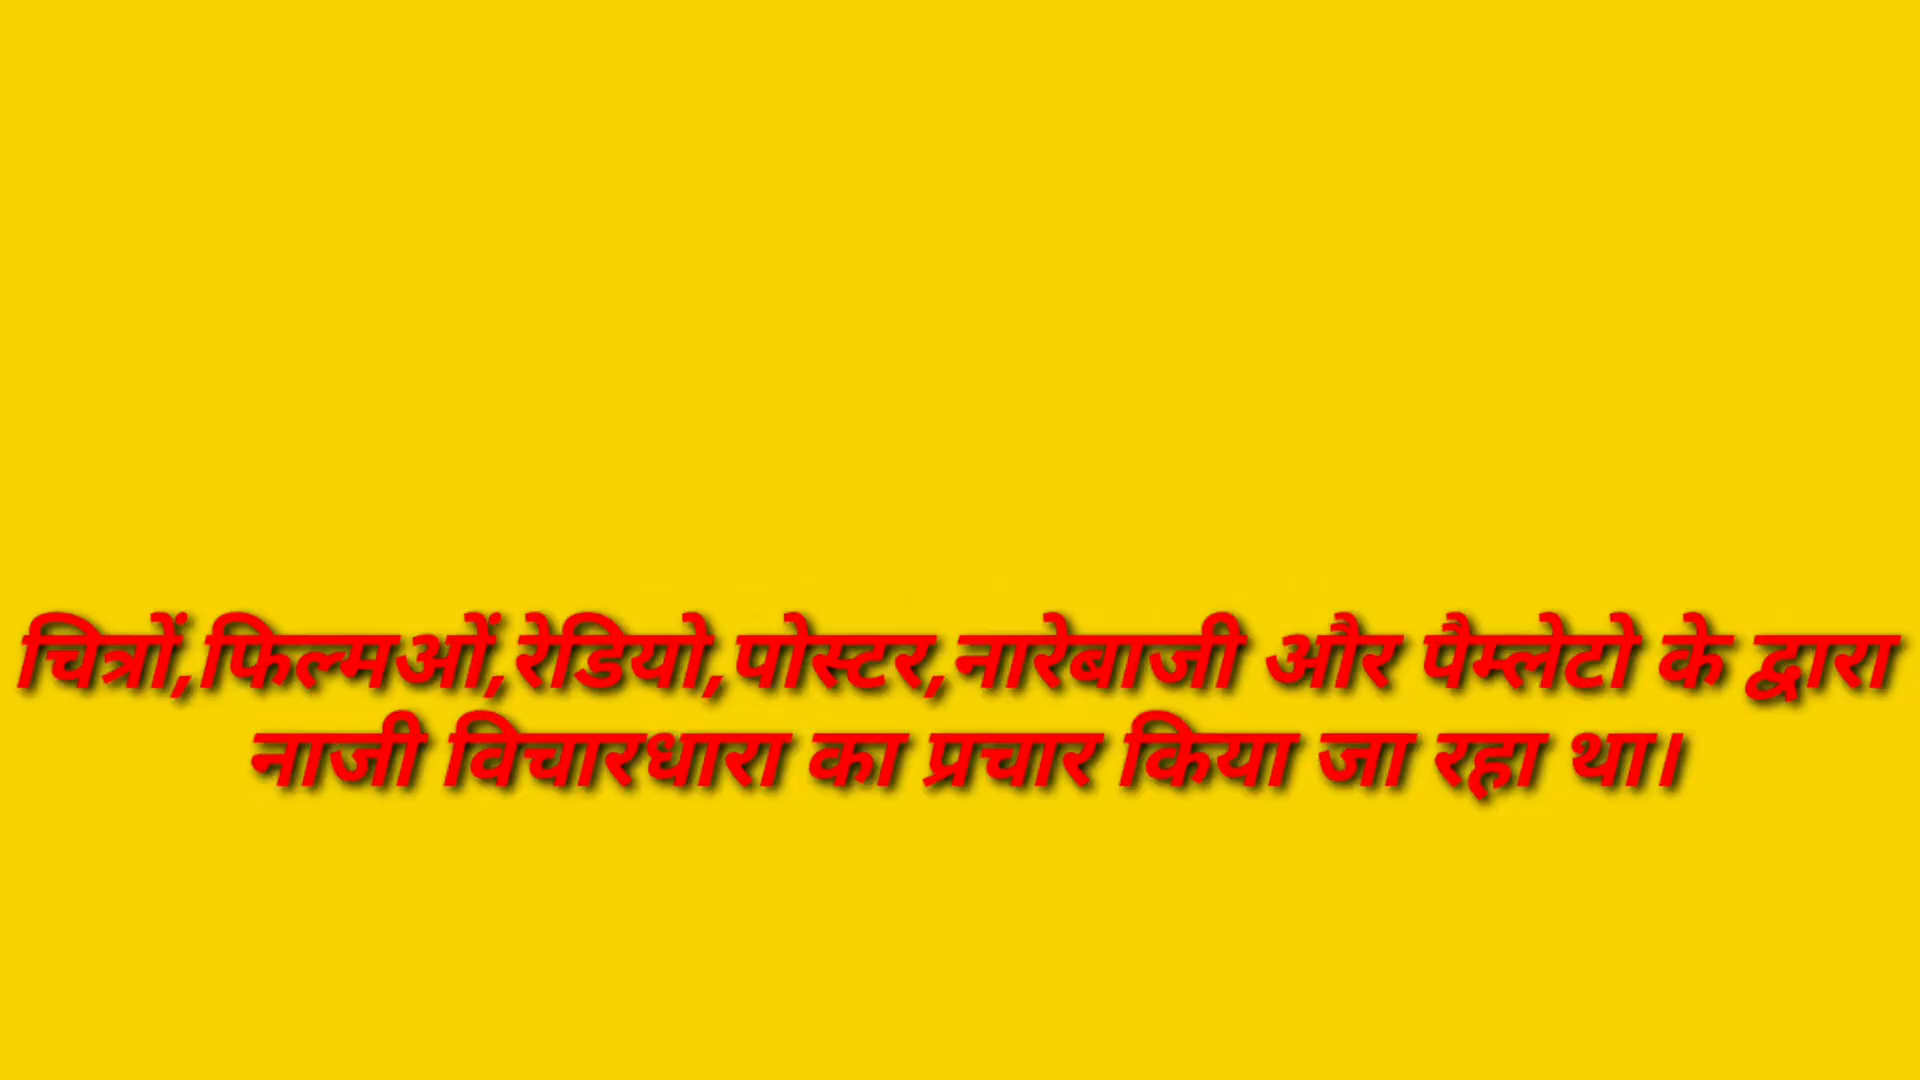 चित्रों,फिल्मओं,रेडियो,पोस्टर,नारेबाजी और पैम्लेटो के द्वारा
नाजी विचारधारा का प्रचार किया जा रहा था।